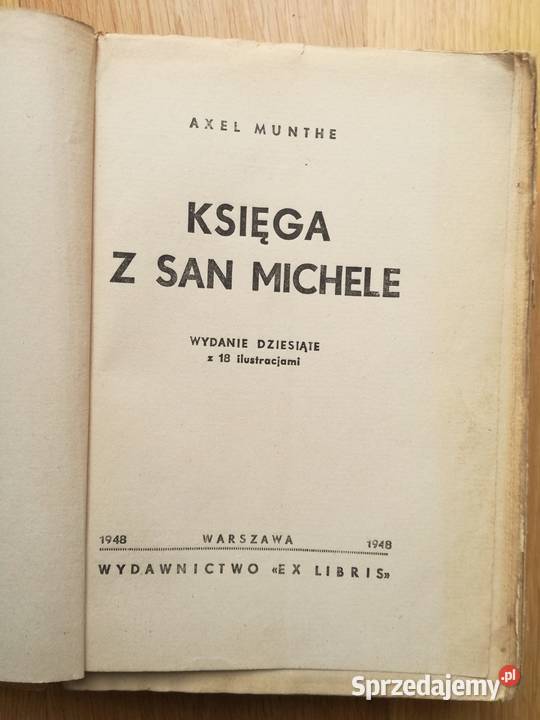 AXEL MUNTHE
KSIĘGA
Z SAN MICHELE
WYDANIE DZIESIĄTE
z 18 ilustracjami
1948 WARSZAWA 1948
WYDAWNICTWO «EX LIBRIS»
Sprzedajemy.pl